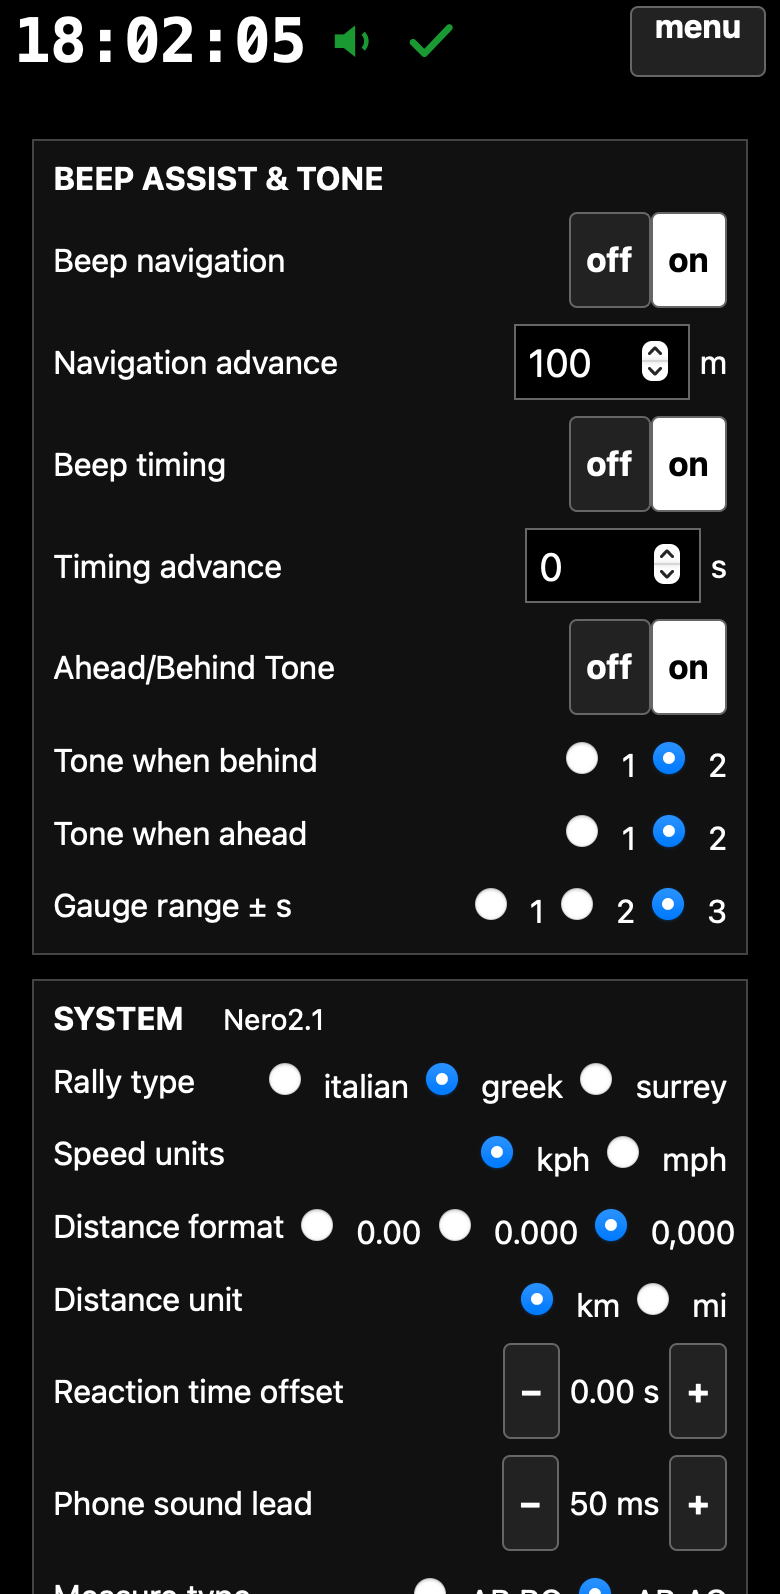 18:02:05 menu
BEEP ASSIST & TONE
Beep navigation off on
Navigation advance 100 m
Beep timing off on
Timing advance 0 s
Ahead/Behind Tone off on
Tone when behind 1 2
Tone when ahead 1 2
Gauge range ± s 1 2 3
SYSTEM Nero2.1
Rally type italian greek surrey
Speed units kph mph
Distance format 0.00 0.000 0,000
Distance unit km mi
Reaction time offset − 0.00 s +
Phone sound lead − 50 ms +
Measure type